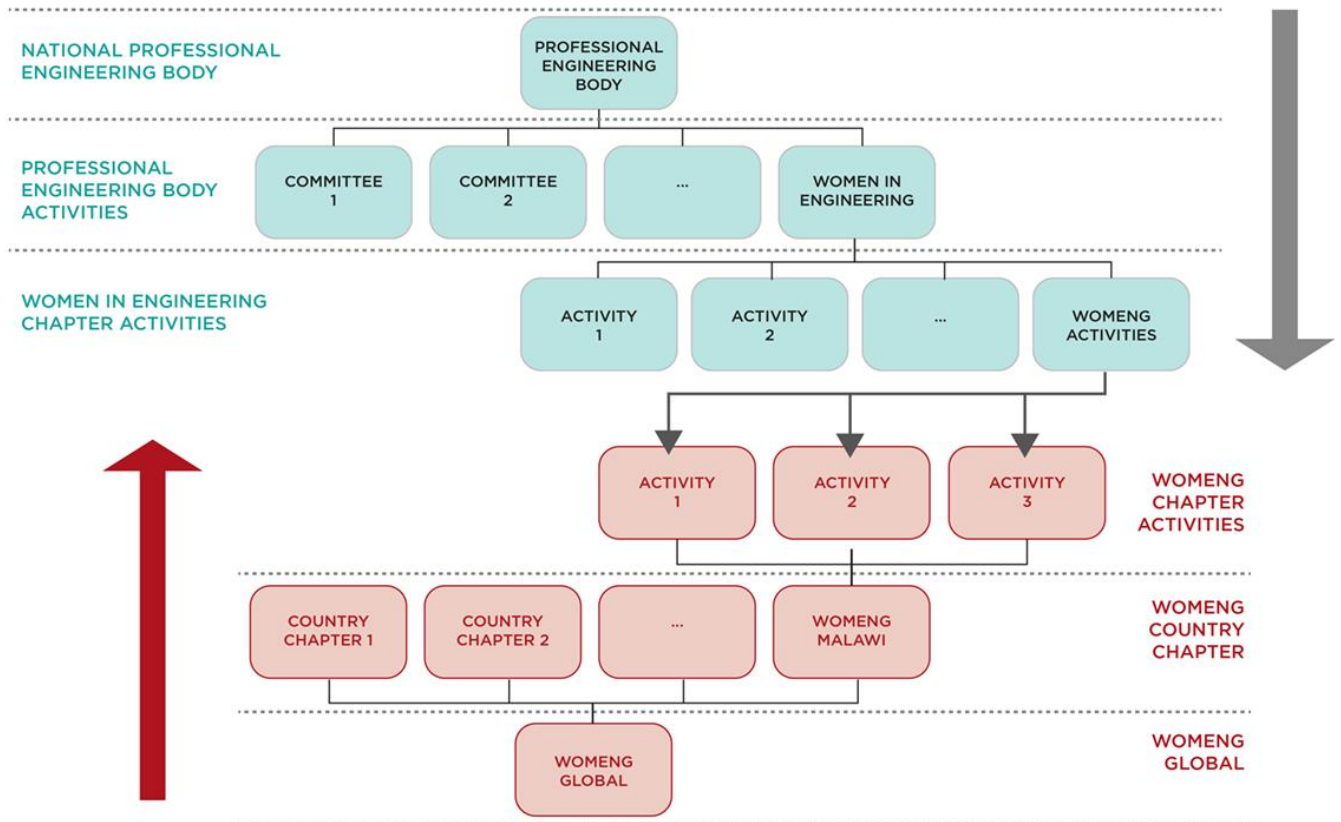 NATIONAL PROFESSIONAL
ENGINEERING BODY
PROFESSIONAL
ENGINEERING
BODY
PROFESSIONAL
ENGINEERING BODY
ACTIVITIES
COMMITTEE
1
COMMITTEE
2
...
WOMEN IN
ENGINEERING
WOMEN IN ENGINEERING
CHAPTER ACTIVITIES
ACTIVITY
1
ACTIVITY
2
...
WOMENG
ACTIVITIES
ACTIVITY
1
ACTIVITY
2
ACTIVITY
3
WOMENG
CHAPTER
ACTIVITIES
COUNTRY
CHAPTER 1
COUNTRY
CHAPTER 2
...
WOMENG
MALAWI
WOMENG
COUNTRY
CHAPTER
WOMENG
GLOBAL
WOMENG
GLOBAL